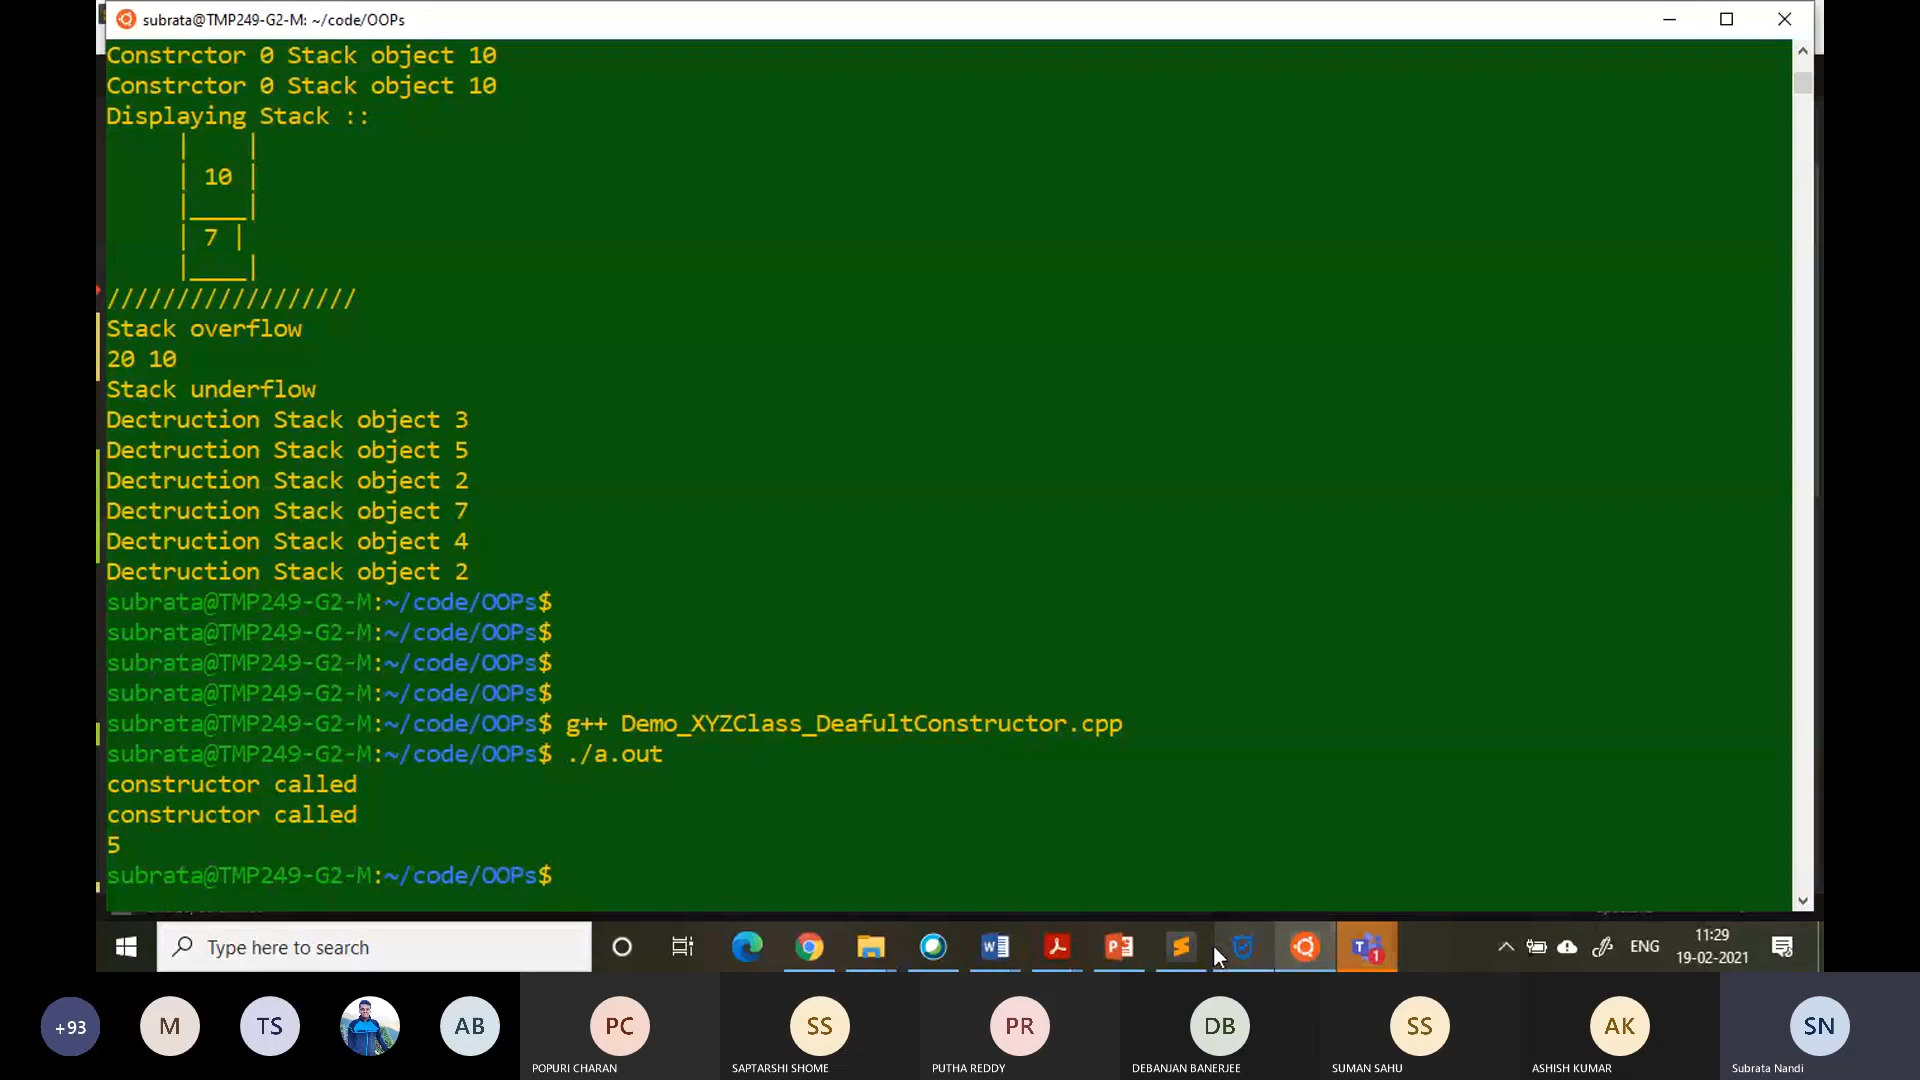 subrata@TMP249-G2-M: ~/code/OOPs
Constrctor 0 Stack object 10
Constrctor 0 Stack object 10
Displaying Stack ::
|    |
| 10 |
|____|
| 7 |
|____|
//////////////////
Stack overflow
20 10
Stack underflow
Dectruction Stack object 3
Dectruction Stack object 5
Dectruction Stack object 2
Dectruction Stack object 7
Dectruction Stack object 4
Dectruction Stack object 2
subrata@TMP249-G2-M:~/code/OOPs$
subrata@TMP249-G2-M:~/code/OOPs$
subrata@TMP249-G2-M:~/code/OOPs$
subrata@TMP249-G2-M:~/code/OOPs$
subrata@TMP249-G2-M:~/code/OOPs$ g++ Demo_XYZClass_DeafultConstructor.cpp
subrata@TMP249-G2-M:~/code/OOPs$ ./a.out
constructor called
constructor called
5
subrata@TMP249-G2-M:~/code/OOPs$
Type here to search
ENG
11:29
19-02-2021
+93
M
TS
AB
PC
SS
PR
DB
SS
AK
SN
POPURI CHARAN
SAPTARSHI SHOME
PUTHA REDDY
DEBANJAN BANERJEE
SUMAN SAHU
ASHISH KUMAR
Subrata Nandi